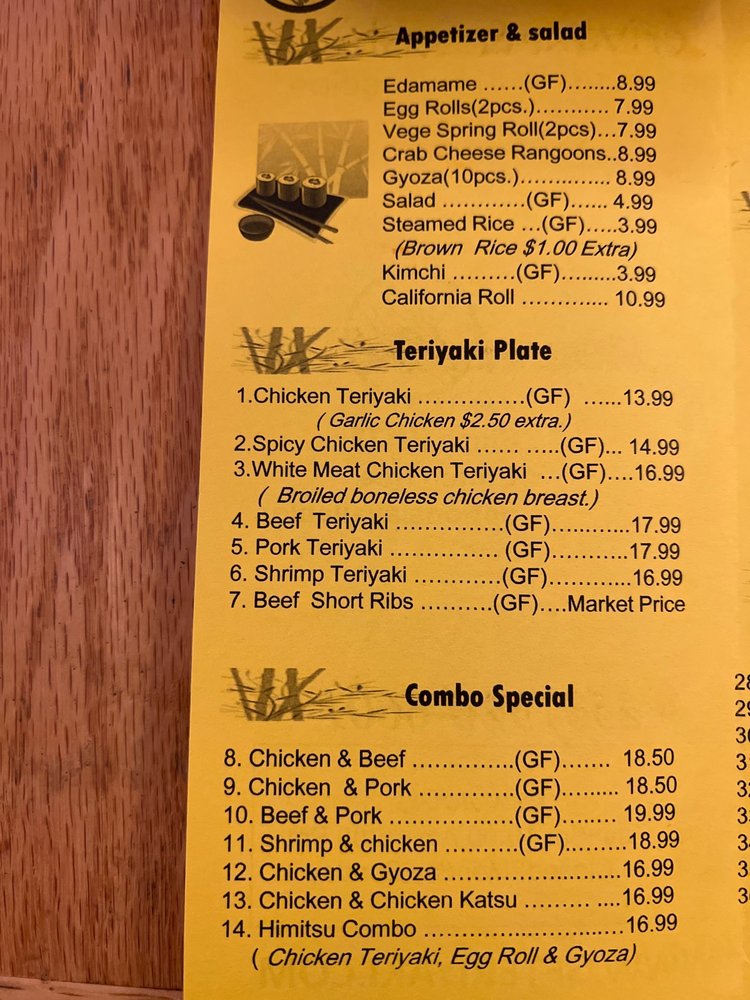 Appetizer & salad
Edamame ......(GF)........8.99
Egg Rolls(2pcs.)........... 7.99
Vege Spring Roll(2pcs)...7.99
Crab Cheese Rangoons..8.99
Gyoza(10pcs.).............. 8.99
Salad ............(GF)...... 4.99
Steamed Rice ...(GF).....3.99
(Brown Rice $1.00 Extra)
Kimchi .........(GF).........3.99
California Roll ............. 10.99
Teriyaki Plate
1.Chicken Teriyaki ...............(GF) ......13.99
( Garlic Chicken $2.50 extra.)
2.Spicy Chicken Teriyaki ...... .....(GF)... 14.99
3.White Meat Chicken Teriyaki ...(GF)....16.99
( Broiled boneless chicken breast.)
4. Beef Teriyaki ...............(GF)...........17.99
5. Pork Teriyaki ............... (GF)...........17.99
6. Shrimp Teriyaki ............(GF)............16.99
7. Beef Short Ribs ..........(GF)....Market Price
Combo Special
8. Chicken & Beef ..............(GF)....... 18.50
9. Chicken & Pork .............(GF)......... 18.50
10. Beef & Pork .................(GF)........ 19.99
11. Shrimp & chicken ..........(GF).........18.99
12. Chicken & Gyoza .........................16.99
13. Chicken & Chicken Katsu ......... ....16.99
14. Himitsu Combo ............................16.99
( Chicken Teriyaki, Egg Roll & Gyoza)